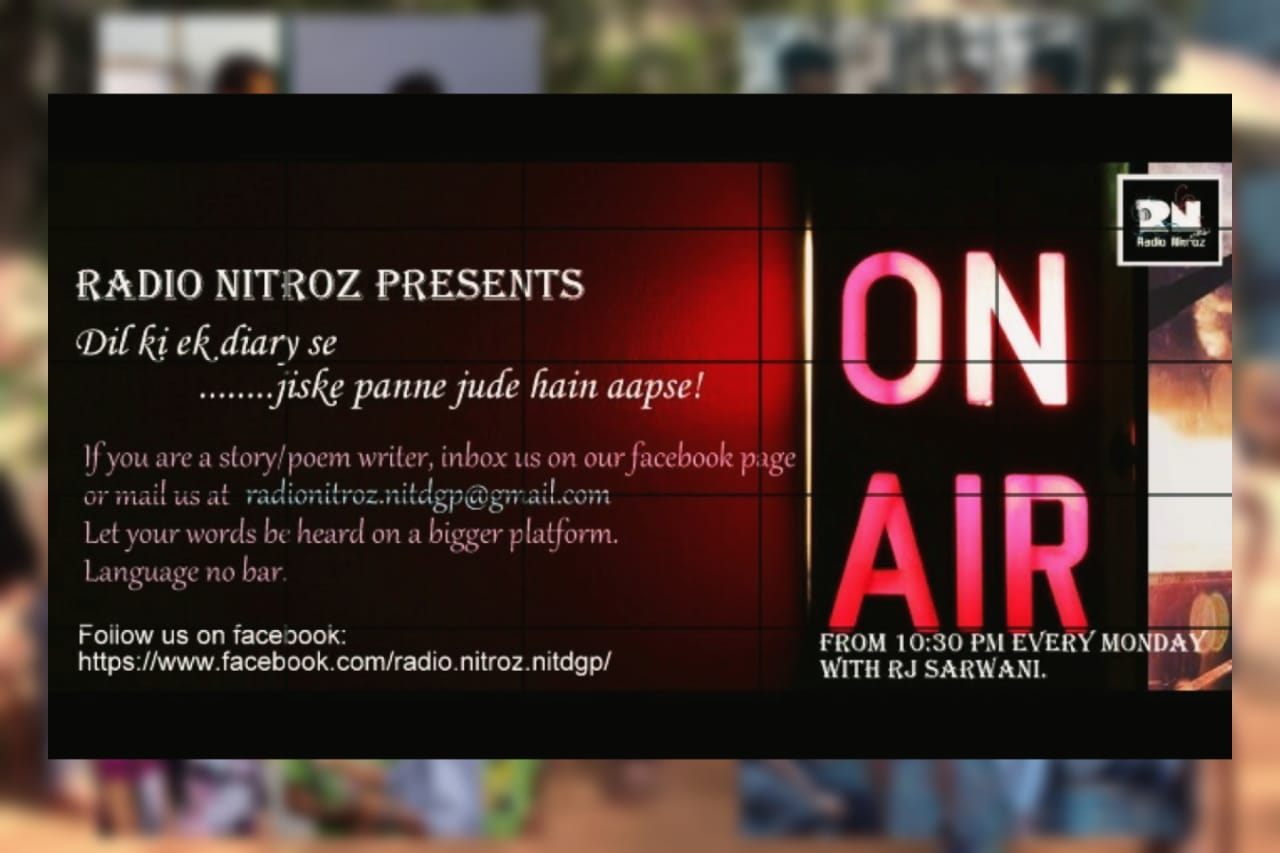 RADIO NITROZ PRESENTS
Dil ki ek diary se
........jiske panne jude hain aapse!
If you are a story/poem writer, inbox us on our facebook page
or mail us at radionitroz.nitdgp@gmail.com
Let your words be heard on a bigger platform.
Language no bar.
Follow us on facebook:
https://www.facebook.com/radio.nitroz.nitdgp/
RN
Radio Nitroz
ON
AIR
FROM 10:30 PM EVERY MONDAY
WITH RJ SARWANI.